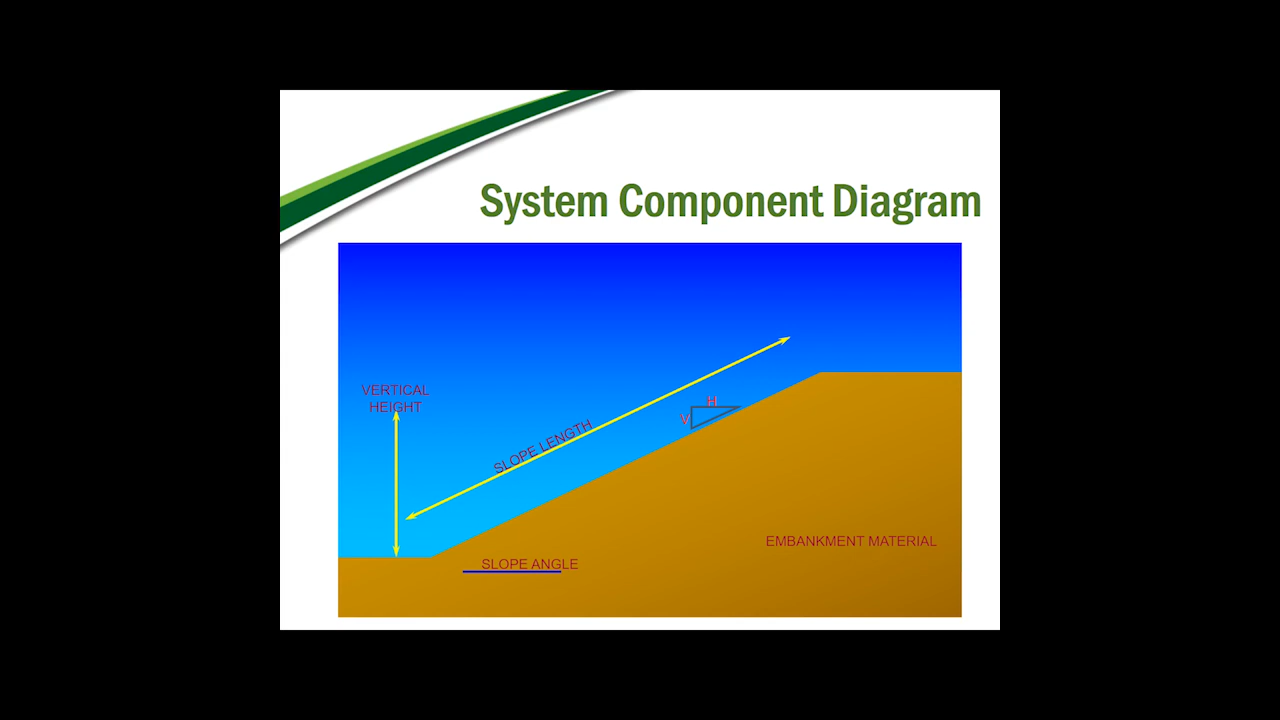 System Component Diagram
VERTICAL
HEIGHT
H
V
SLOPE LENGTH
EMBANKMENT MATERIAL
SLOPE ANGLE